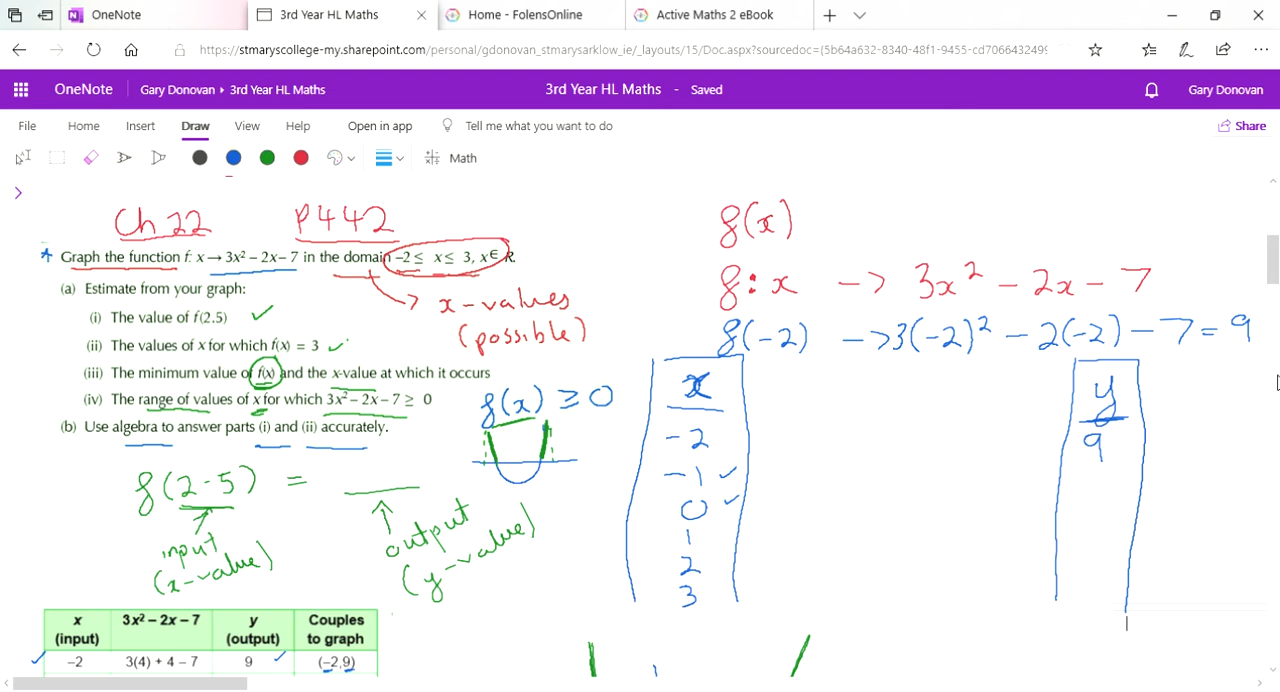 OneNote
3rd Year HL Maths
Home - FolensOnline
Active Maths 2 eBook
https://stmaryscollege-my.sharepoint.com/personal/gdonovan_stmarysarklow_ie/_layouts/15/Doc.aspx?sourcedoc={5b64a632-8340-48f1-9455-cd7066432499
OneNote
Gary Donovan › 3rd Year HL Maths
3rd Year HL Maths - Saved
Gary Donovan
File Home Insert Draw View Help Open in app Tell me what you want to do Share
Math
Ch 22 P442
* Graph the function f: x → 3x² – 2x– 7 in the domain –2 ≤ x ≤ 3, x ∈ R.
(a) Estimate from your graph:
(i) The value of f(2.5) ✓
(ii) The values of x for which f(x) = 3 ✓
(iii) The minimum value of f(x) and the x-value at which it occurs
(iv) The range of values of x for which 3x² – 2x – 7 ≥ 0
(b) Use algebra to answer parts (i) and (ii) accurately.
x-values
(possible)
f(x) ≥ 0
f(2·5) = ___
input
(x-value)
output
(y-value)
x
(input)
3x² – 2x – 7
y
(output)
Couples
to graph
✓ –2 3(4) + 4 – 7 9 ✓ (–2,9)
f(x)
f: x -> 3x² - 2x - 7
f(-2) -> 3(-2)² - 2(-2) - 7 = 9
x
-2
-1 ✓
0 ✓
1
2
3
y
9